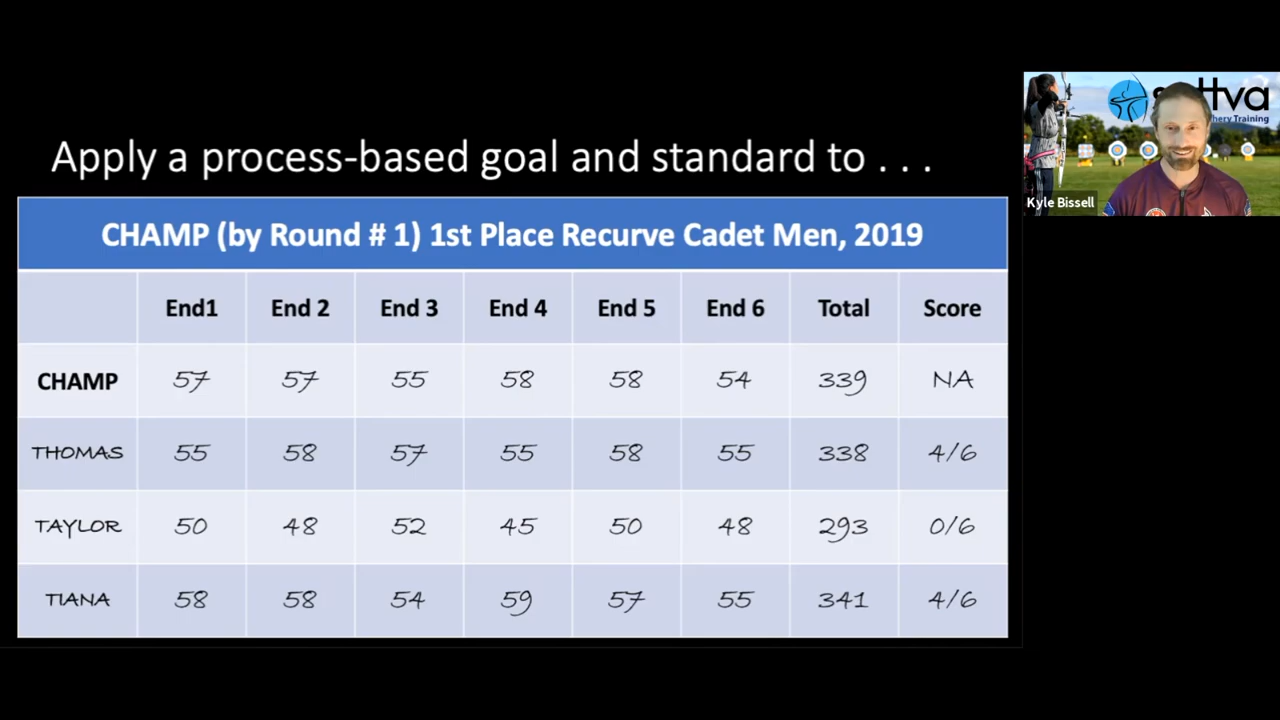 Apply a process-based goal and standard to . . .
CHAMP (by Round # 1) 1st Place Recurve Cadet Men, 2019
End1 End 2 End 3 End 4 End 5 End 6 Total Score
CHAMP 57 57 55 58 58 54 339 NA
THOMAS 55 58 57 55 58 55 338 4/6
TAYLOR 50 48 52 45 50 48 293 0/6
TIANA 58 58 54 59 57 55 341 4/6
Kyle Bissell
Training